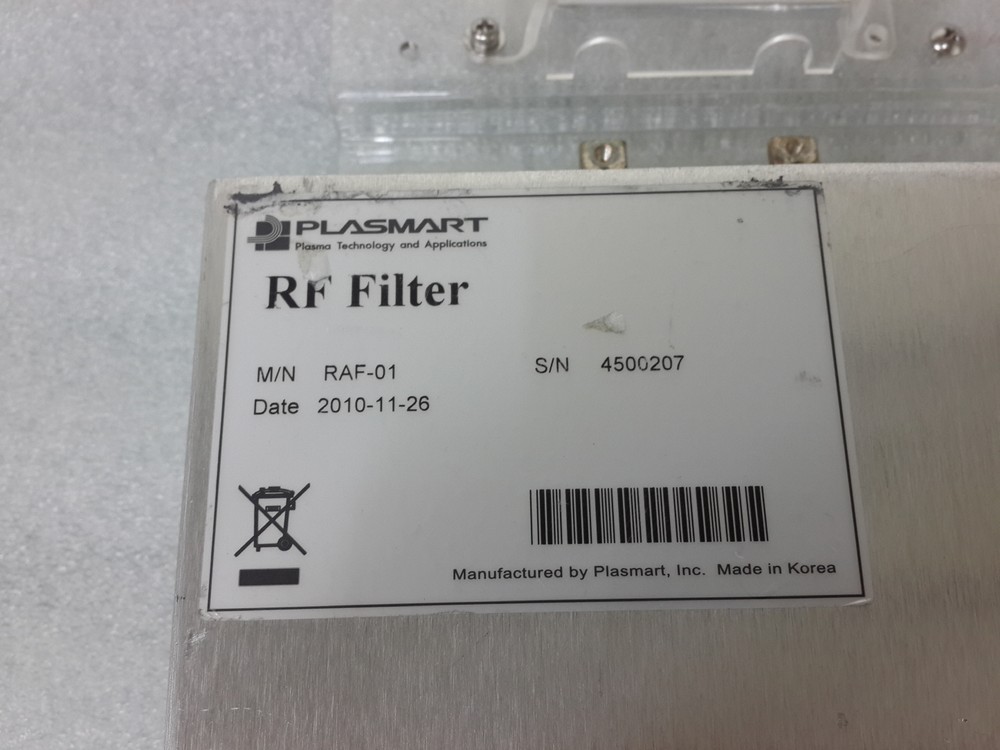 PLASMART
Plasma Technology and Applications
RF Filter
M/N RAF-01 S/N 4500207
Date 2010-11-26
Manufactured by Plasmart, Inc. Made in Korea